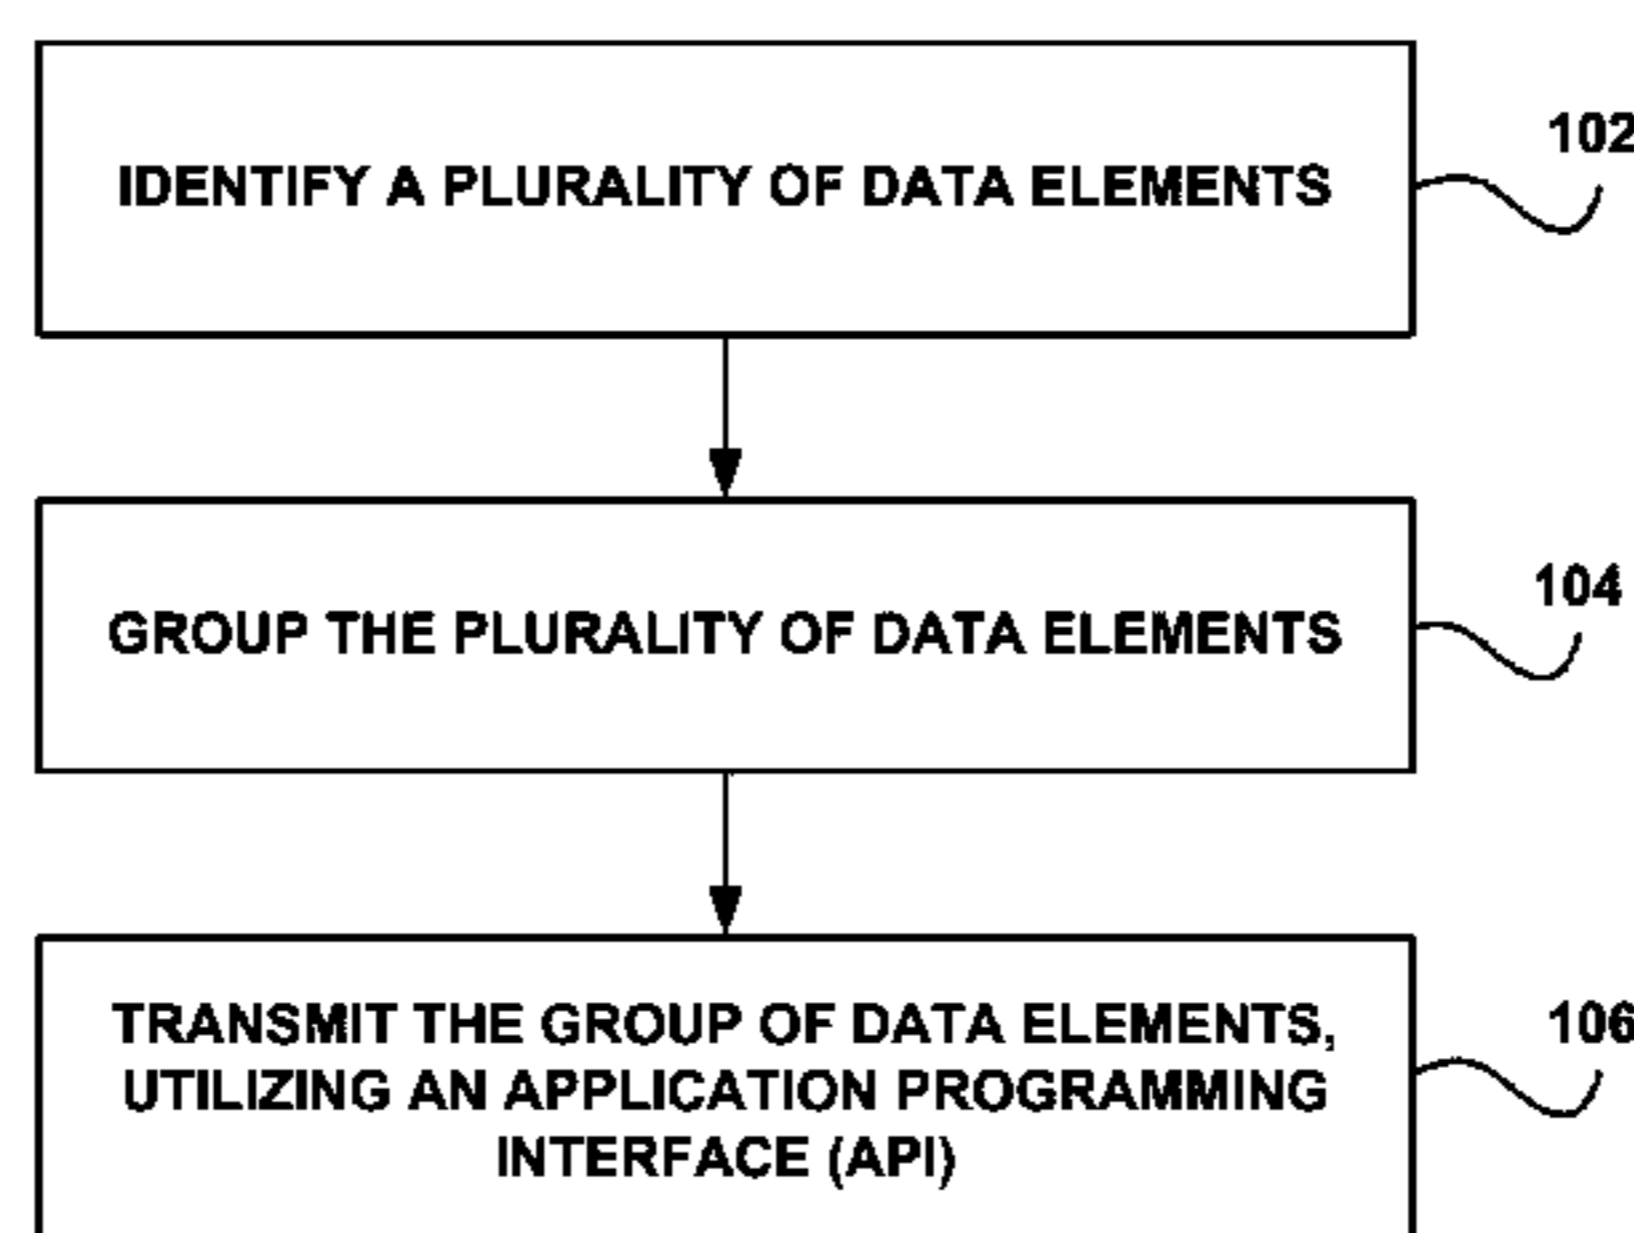 102
IDENTIFY A PLURALITY OF DATA ELEMENTS
104
GROUP THE PLURALITY OF DATA ELEMENTS
106
TRANSMIT THE GROUP OF DATA ELEMENTS,
UTILIZING AN APPLICATION PROGRAMMING
INTERFACE (API)